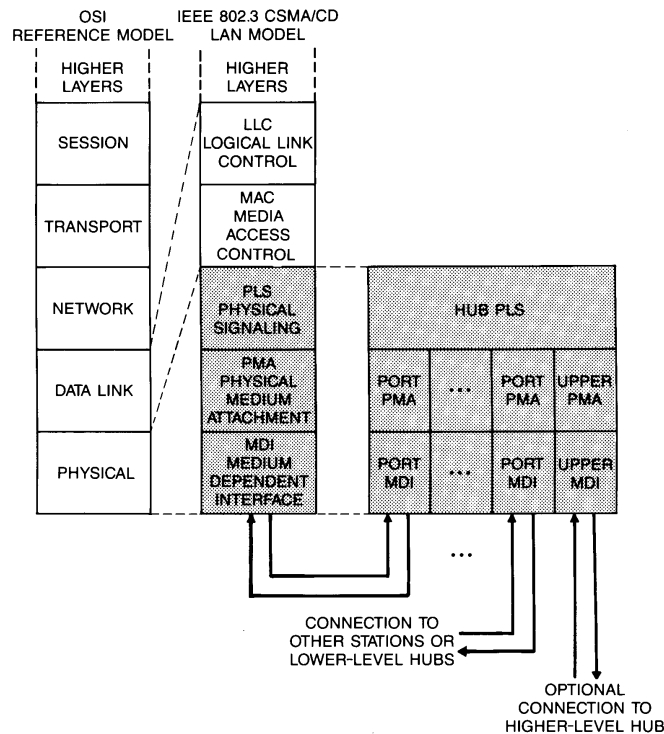 OSI
REFERENCE MODEL
IEEE 802.3 CSMA/CD
LAN MODEL
HIGHER
LAYERS
SESSION
TRANSPORT
NETWORK
DATA LINK
PHYSICAL
HIGHER
LAYERS
LLC
LOGICAL LINK
CONTROL
MAC
MEDIA
ACCESS
CONTROL
PLS
PHYSICAL
SIGNALING
PMA
PHYSICAL
MEDIUM
ATTACHMENT
MDI
MEDIUM
DEPENDENT
INTERFACE
HUB PLS
PORT
PMA
...
PORT
PMA
UPPER
PMA
PORT
MDI
...
PORT
MDI
UPPER
MDI
...
CONNECTION TO
OTHER STATIONS OR
LOWER-LEVEL HUBS
OPTIONAL
CONNECTION TO
HIGHER-LEVEL HUB